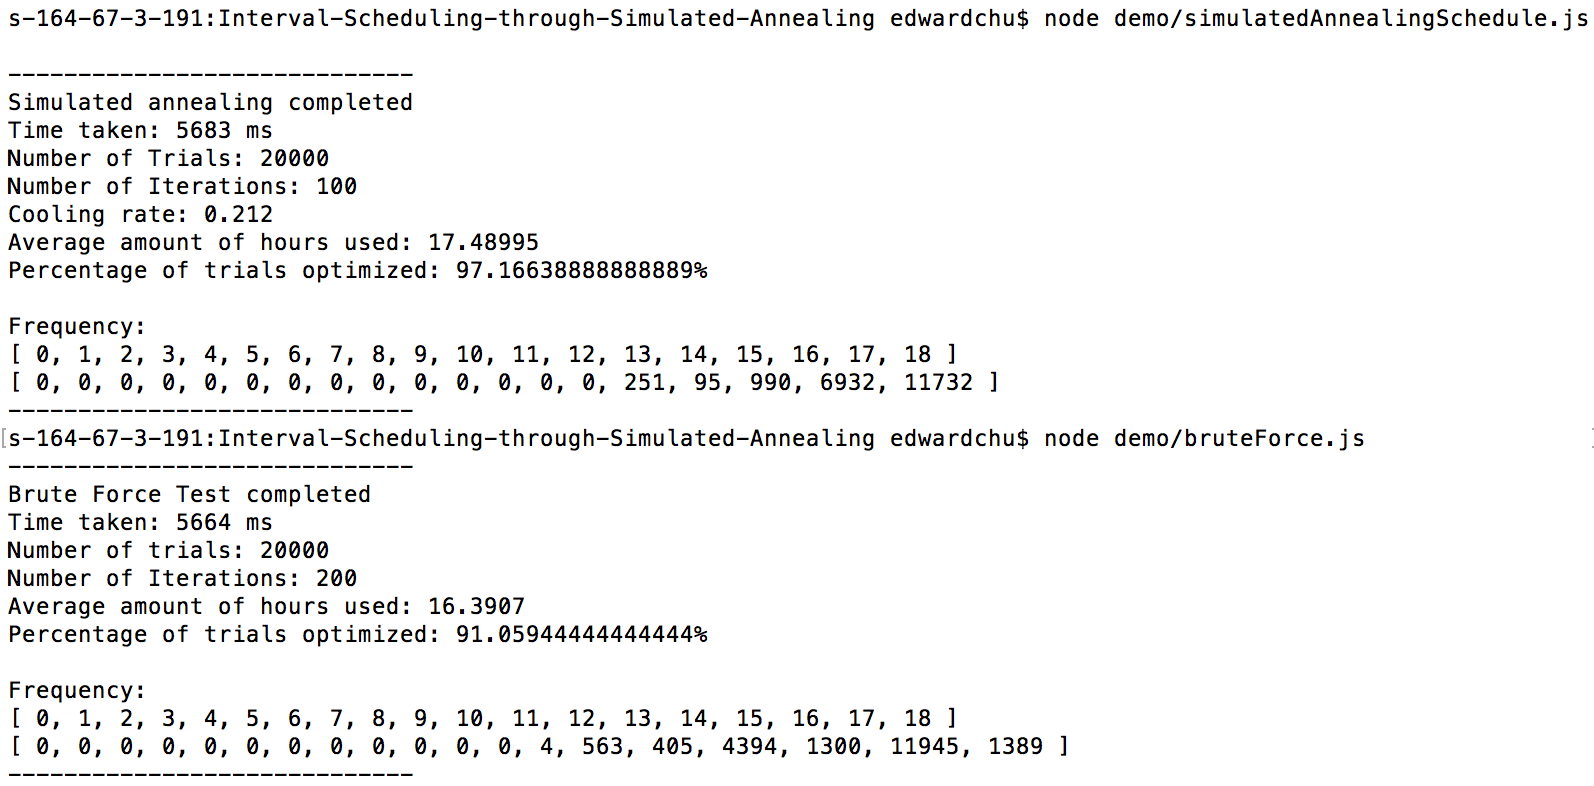 s-164-67-3-191:Interval-Scheduling-through-Simulated-Annealing edwardchu$ node demo/simulatedAnnealingSchedule.js
-----------------------------
Simulated annealing completed
Time taken: 5683 ms
Number of Trials: 20000
Number of Iterations: 100
Cooling rate: 0.212
Average amount of hours used: 17.48995
Percentage of trials optimized: 97.16638888888889%
Frequency:
[ 0, 1, 2, 3, 4, 5, 6, 7, 8, 9, 10, 11, 12, 13, 14, 15, 16, 17, 18 ]
[ 0, 0, 0, 0, 0, 0, 0, 0, 0, 0, 0, 0, 0, 0, 251, 95, 990, 6932, 11732 ]
-----------------------------
[s-164-67-3-191:Interval-Scheduling-through-Simulated-Annealing edwardchu$ node demo/bruteForce.js
-----------------------------
Brute Force Test completed
Time taken: 5664 ms
Number of trials: 20000
Number of Iterations: 200
Average amount of hours used: 16.3907
Percentage of trials optimized: 91.05944444444444%
Frequency:
[ 0, 1, 2, 3, 4, 5, 6, 7, 8, 9, 10, 11, 12, 13, 14, 15, 16, 17, 18 ]
[ 0, 0, 0, 0, 0, 0, 0, 0, 0, 0, 0, 0, 4, 563, 405, 4394, 1300, 11945, 1389 ]
-----------------------------